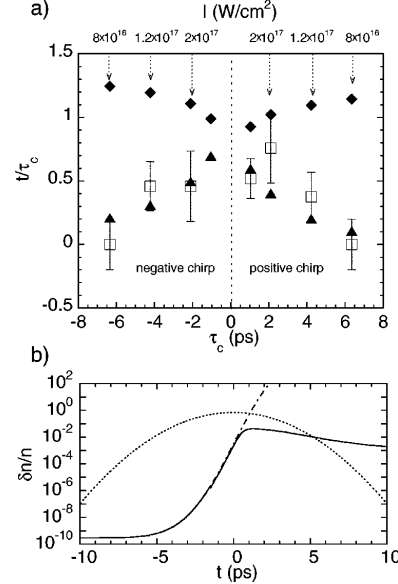 a)
I (W/cm²)
8x10¹⁶ 1.2x10¹⁷ 2x10¹⁷ 2x10¹⁷ 1.2x10¹⁷ 8x10¹⁶
1.5
1
0.5
0
-0.5
t/τc
negative chirp positive chirp
-8 -6 -4 -2 0 2 4 6 8
τc (ps)
b)
10²
10⁰
10⁻²
10⁻⁴
10⁻⁶
10⁻⁸
10⁻¹⁰
δn/n
-10 -5 0 5 10
t (ps)